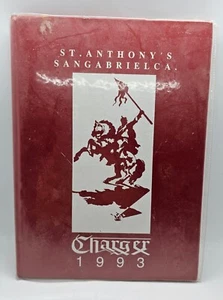 ST. ANTHONY'S
SANGABRIELCA.
Charger
1993